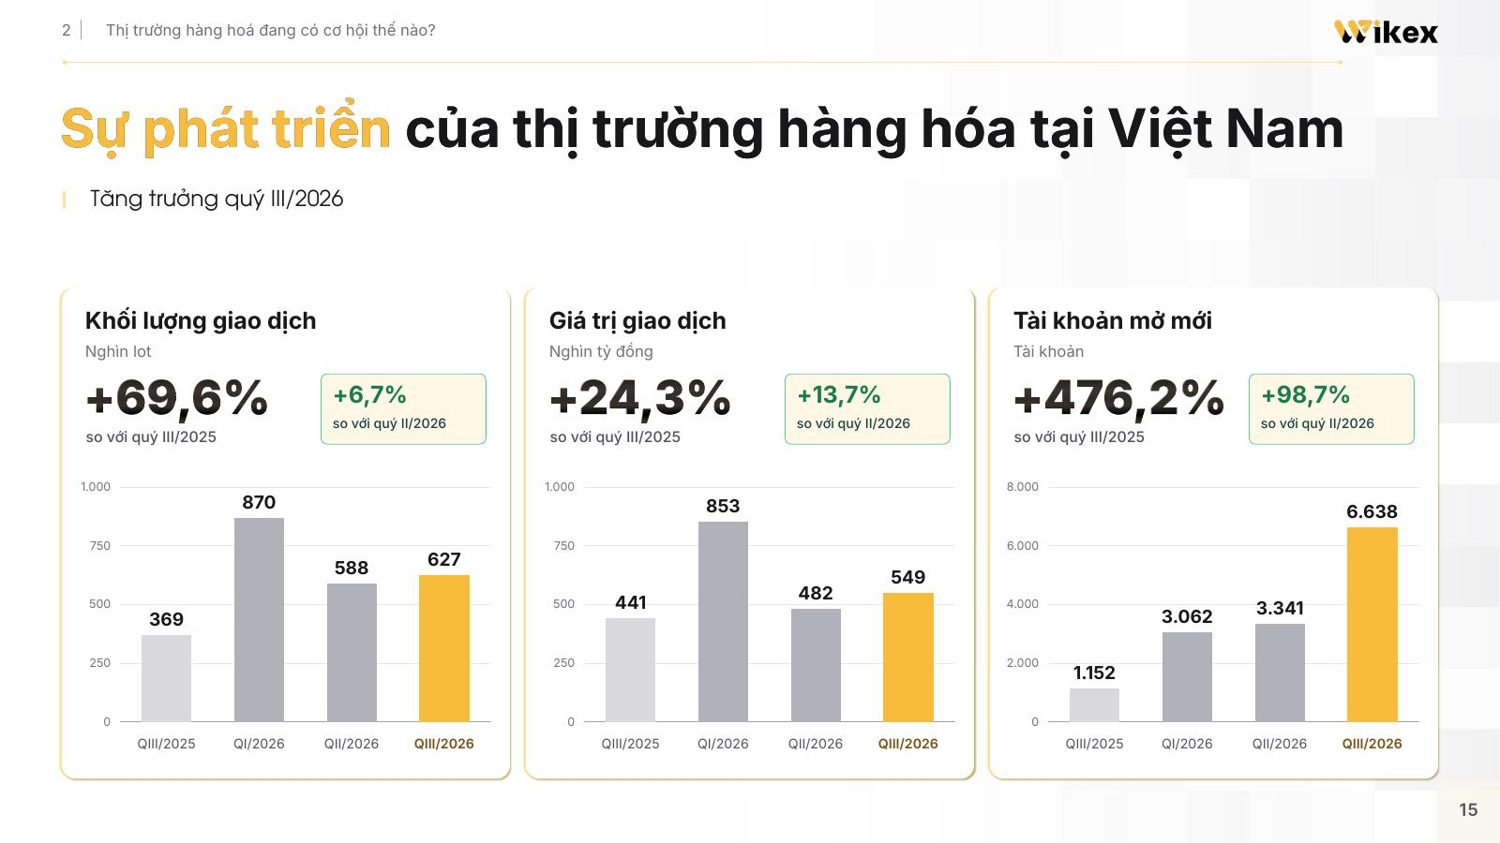 2
Thị trường hàng hoá đang có cơ hội thế nào?
Wikex
Sự phát triển của thị trường hàng hóa tại Việt Nam
Tăng trưởng quý III/2026
Khối lượng giao dịch
Nghìn lot
+69,6%
so với quý III/2025
+6,7%
so với quý II/2026
1.000
750
500
250
0
369
870
588
627
QIII/2025
QI/2026
QII/2026
QIII/2026
Giá trị giao dịch
Nghìn tỷ đồng
+24,3%
so với quý III/2025
+13,7%
so với quý II/2026
1.000
750
500
250
0
441
853
482
549
QIII/2025
QI/2026
QII/2026
QIII/2026
Tài khoản mở mới
Tài khoản
+476,2%
so với quý III/2025
+98,7%
so với quý II/2026
8.000
6.000
4.000
2.000
0
1.152
3.062
3.341
6.638
QIII/2025
QI/2026
QII/2026
QIII/2026
15